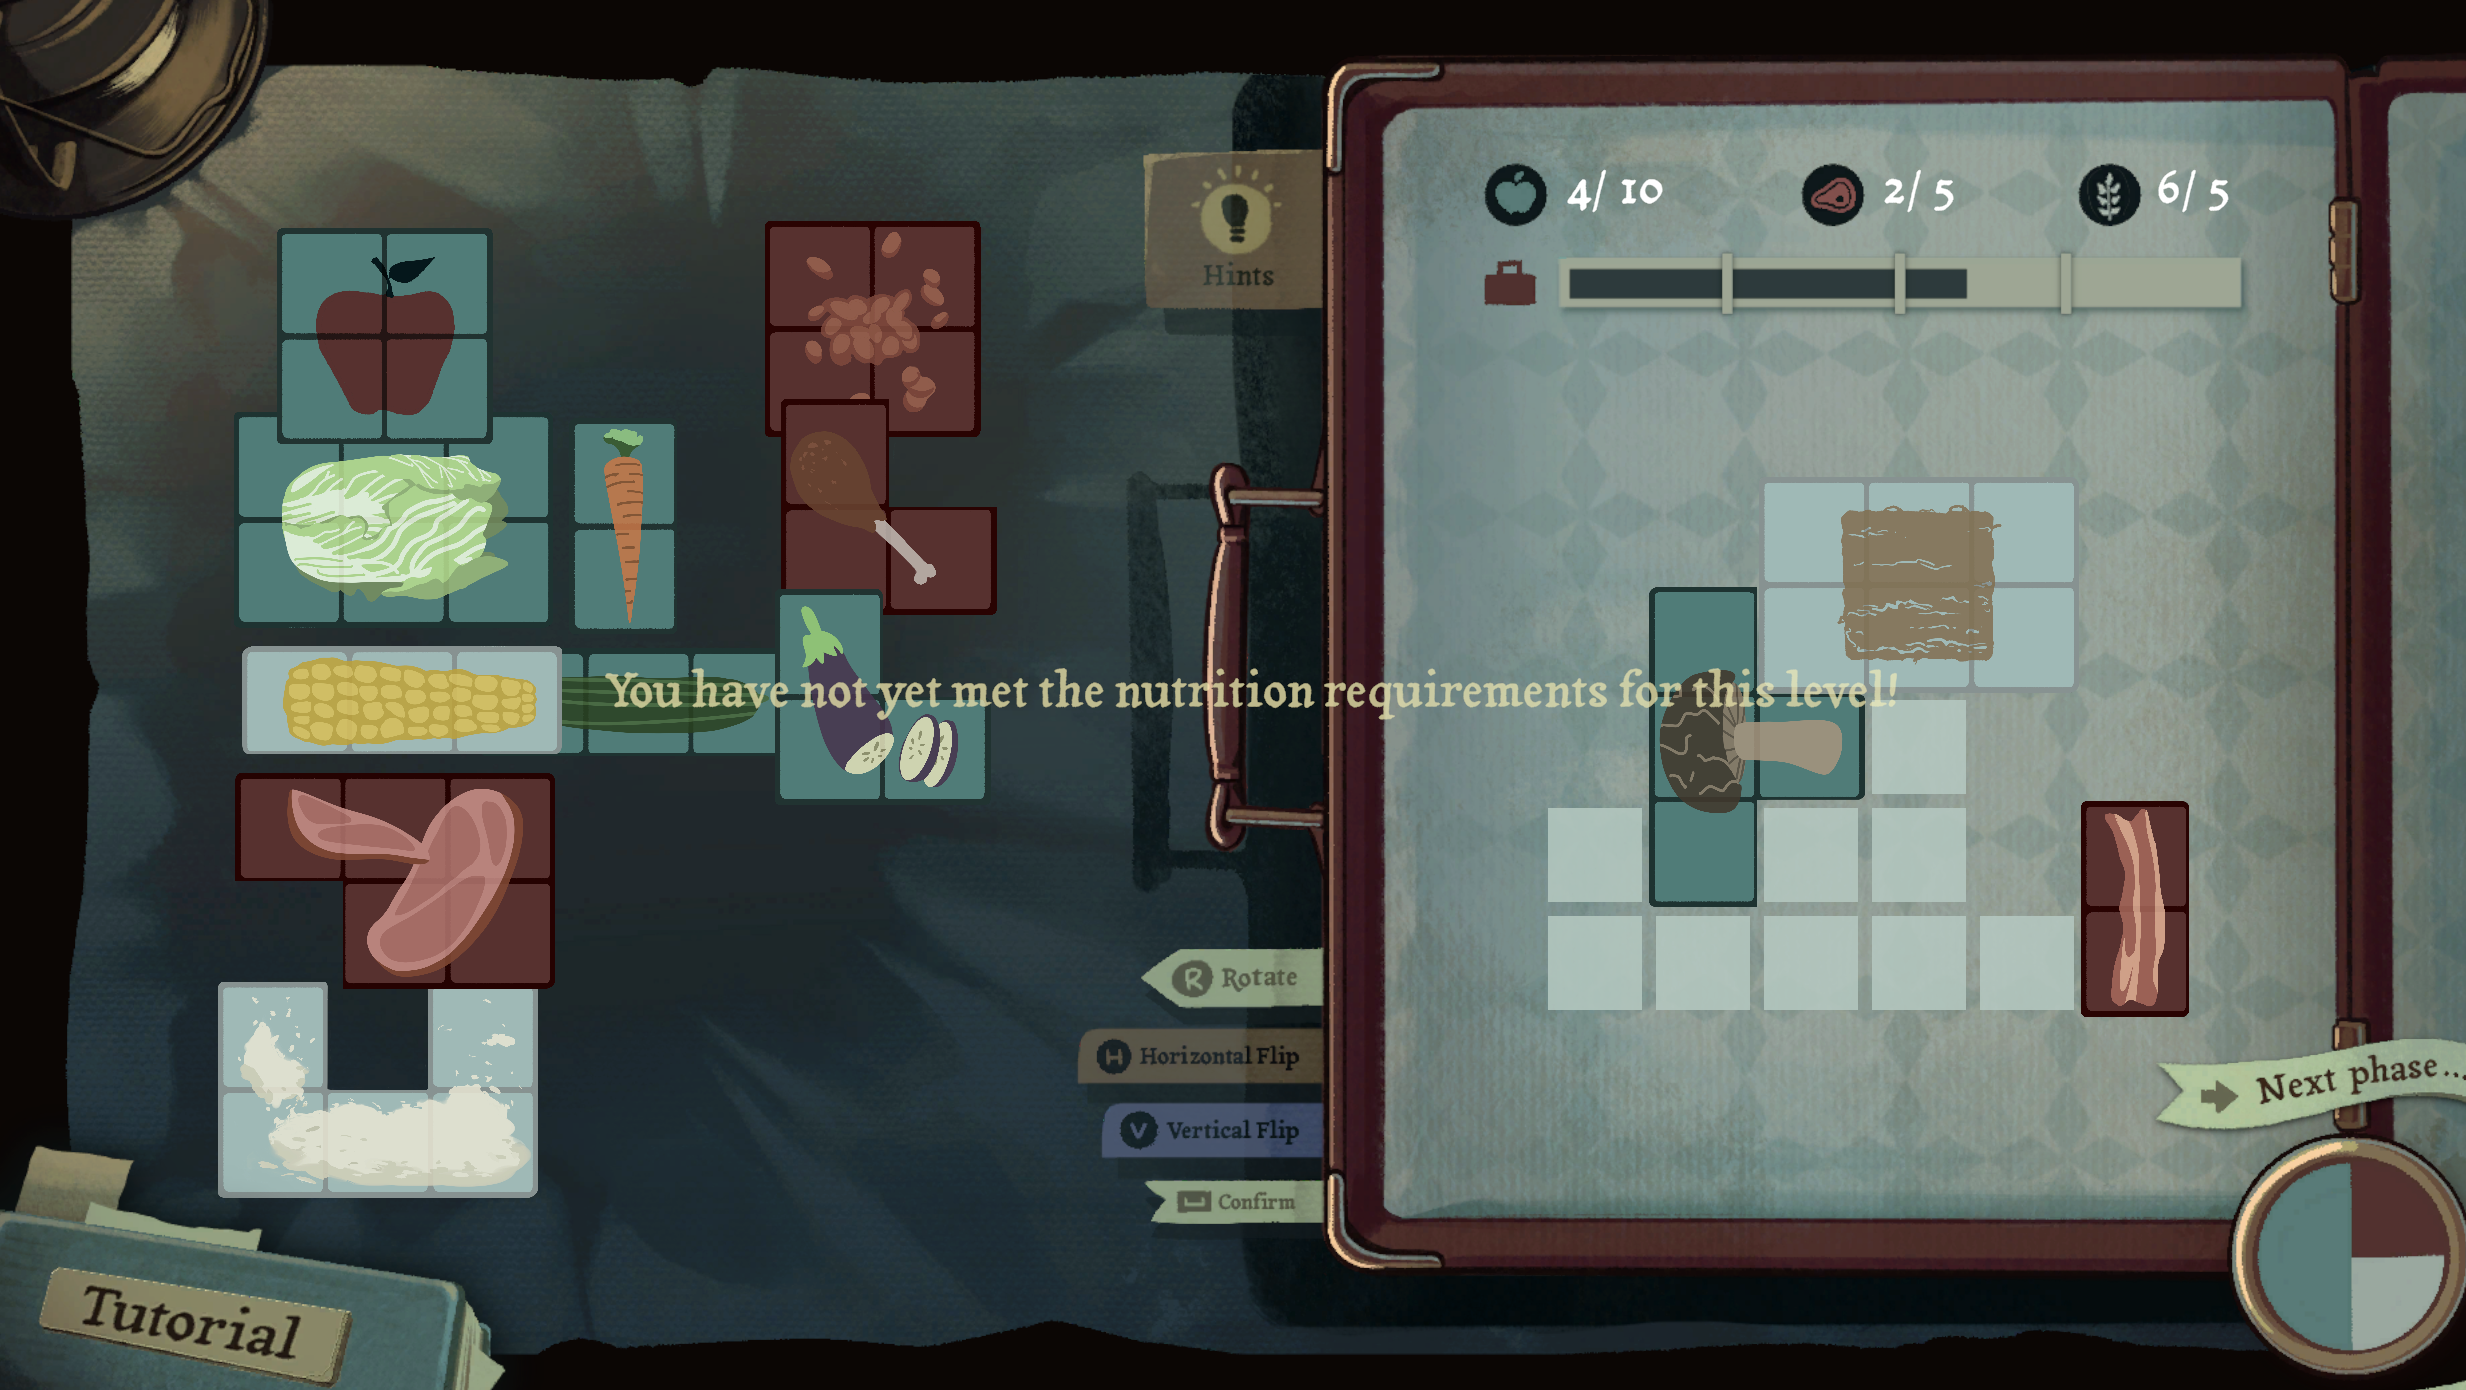 4/ 10
2/ 5
6/ 5
Hints
You have not yet met the nutrition requirements for this level!
R Rotate
H Horizontal Flip
V Vertical Flip
Confirm
Next phase...
Tutorial